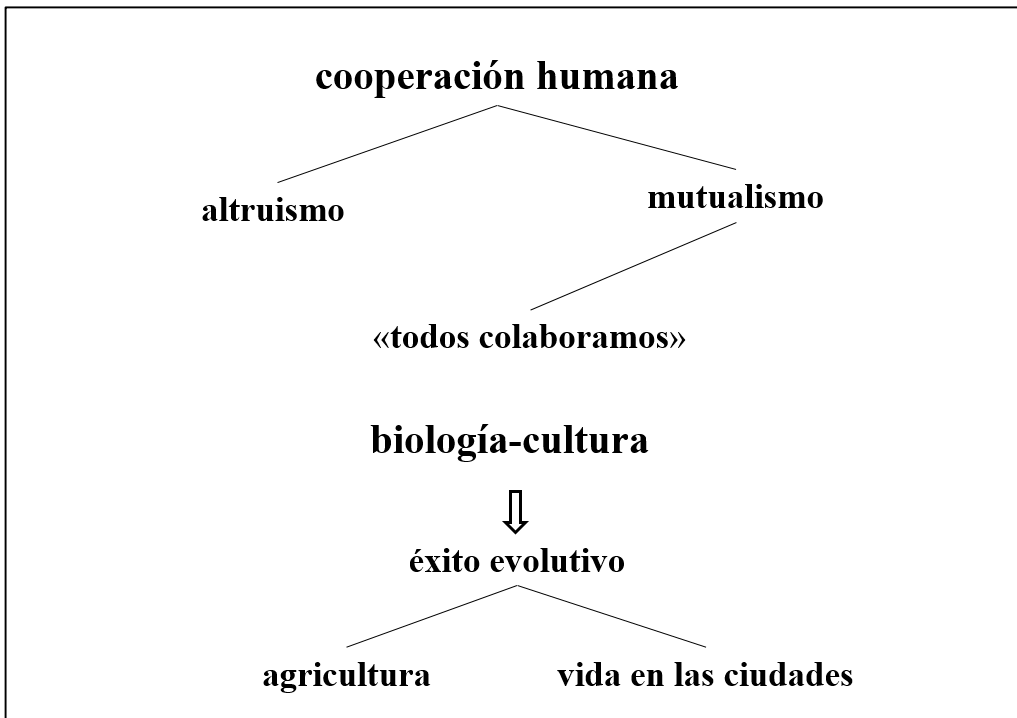 cooperación humana
altruismo
mutualismo
«todos colaboramos»
biología-cultura
éxito evolutivo
agricultura
vida en las ciudades